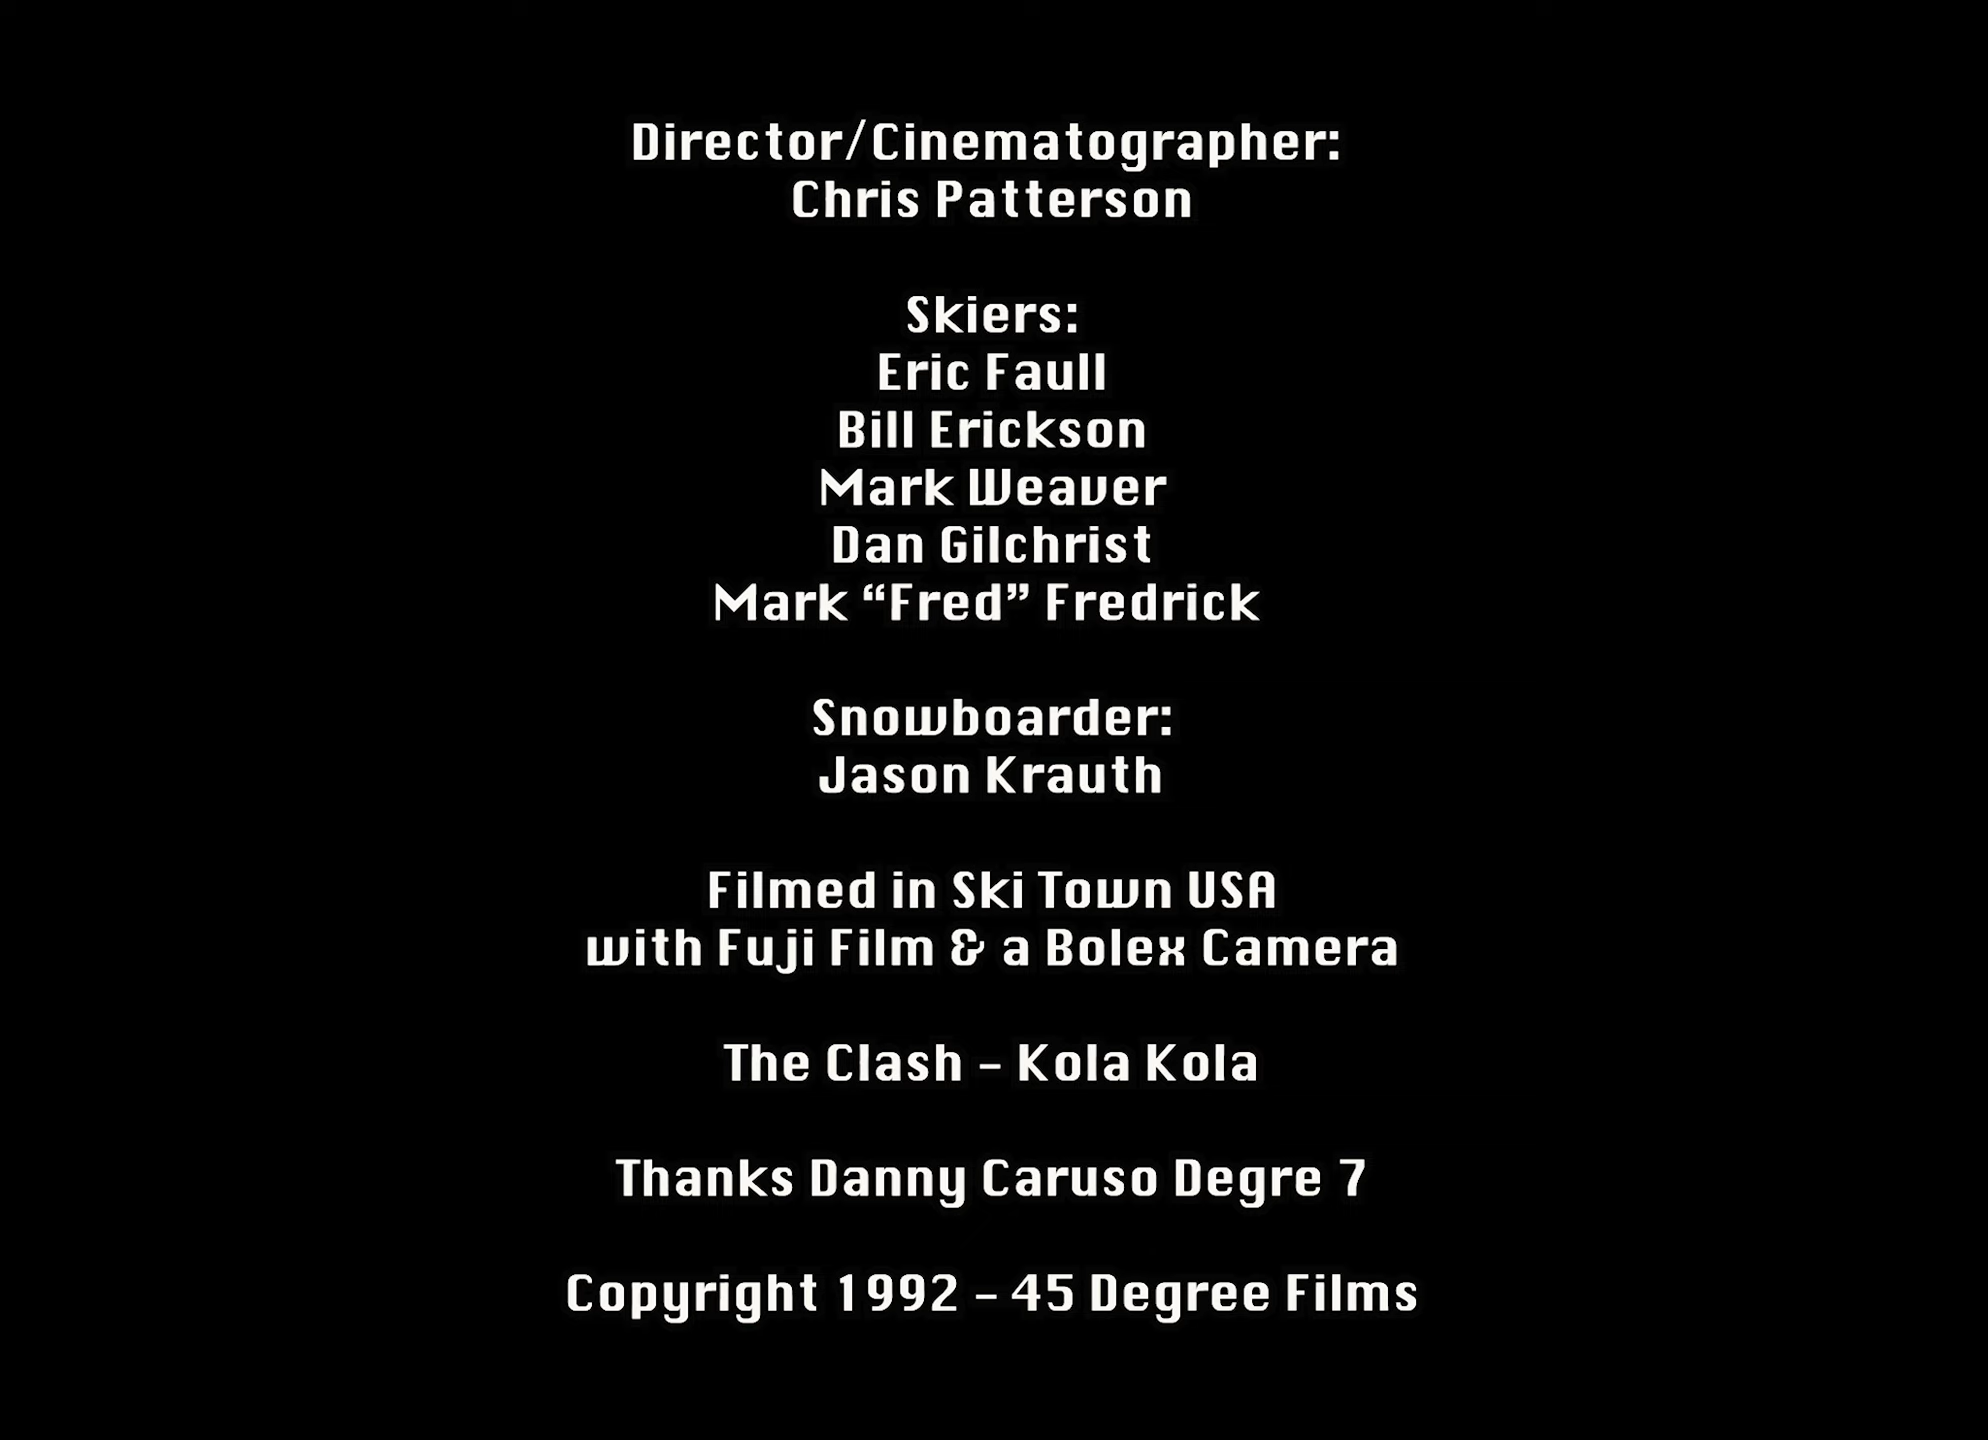 Director/Cinematographer:
Chris Patterson
Skiers:
Eric Faull
Bill Erickson
Mark Weaver
Dan Gilchrist
Mark “Fred” Fredrick
Snowboarder:
Jason Krauth
Filmed in Ski Town USA
with Fuji Film & a Bolex Camera
The Clash - Kola Kola
Thanks Danny Caruso Degre 7
Copyright 1992 - 45 Degree Films